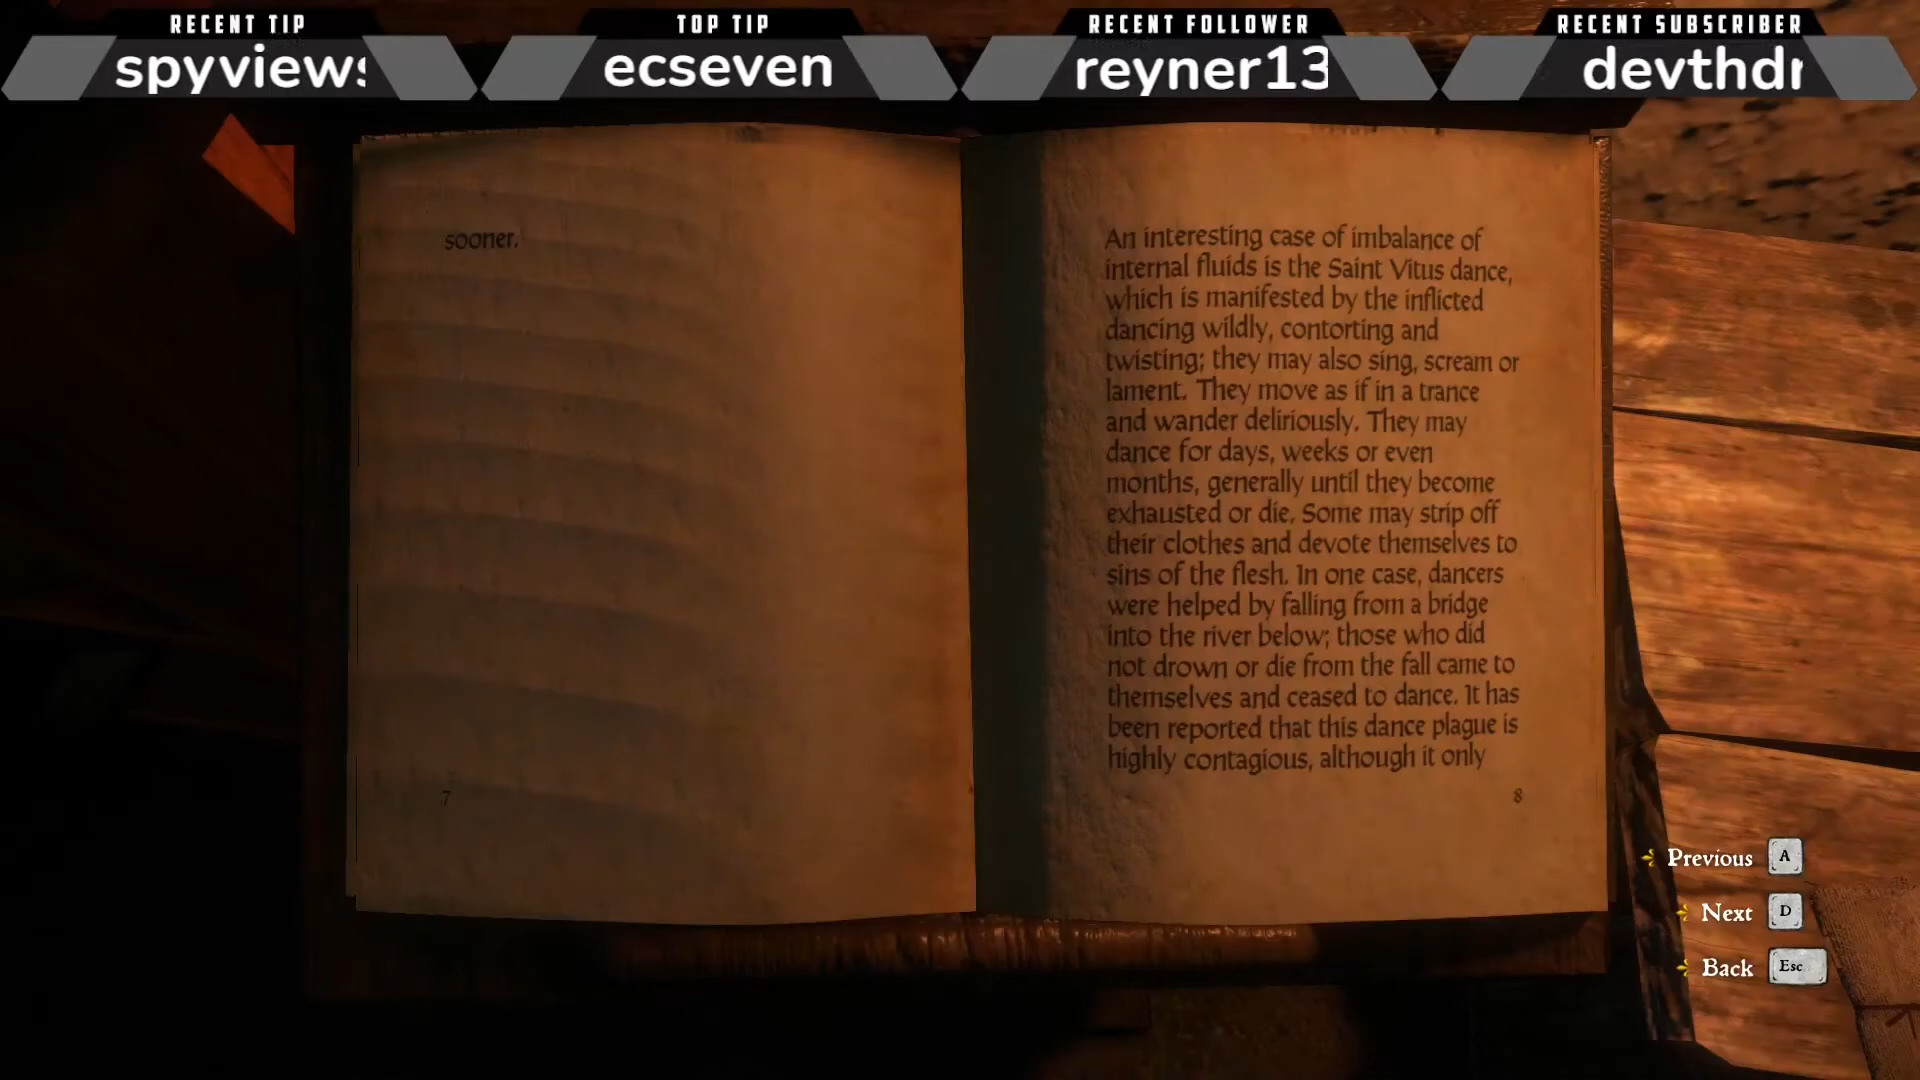 RECENT TIP
TOP TIP
RECENT FOLLOWER
RECENT SUBSCRIBER
spyviews
ecseven
reyner13
devthdr
sooner.
7
An interesting case of imbalance of
internal fluids is the Saint Vitus dance,
which is manifested by the inflicted
dancing wildly, contorting and
twisting; they may also sing, scream or
lament. They move as if in a trance
and wander deliriously. They may
dance for days, weeks or even
months, generally until they become
exhausted or die. Some may strip off
their clothes and devote themselves to
sins of the flesh. In one case, dancers
were helped by falling from a bridge
into the river below; those who did
not drown or die from the fall came to
themselves and ceased to dance. It has
been reported that this dance plague is
highly contagious, although it only
8
Previous A
Next D
Back Esc